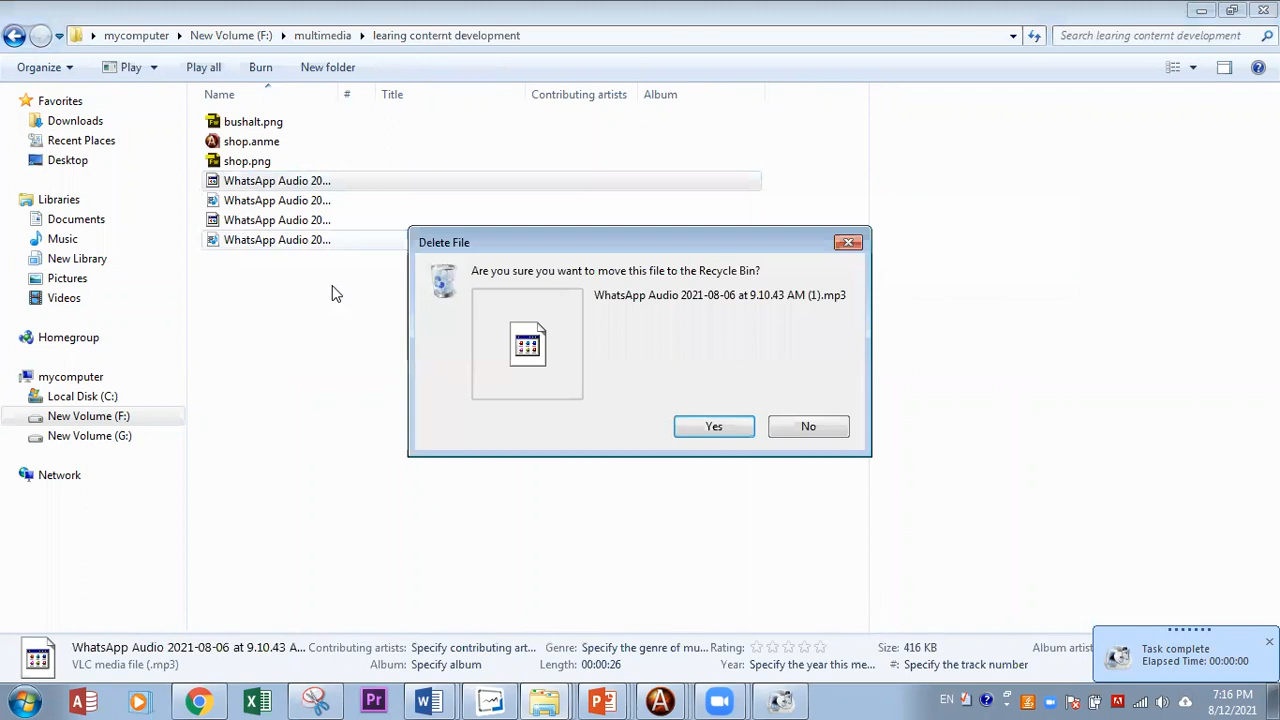 mycomputer New Volume (F:) multimedia learing conternt development
Search learing conternt development
Organize Play Play all Burn New folder
Name # Title Contributing artists Album
Favorites
Downloads
Recent Places
Desktop
Libraries
Documents
Music
New Library
Pictures
Videos
Homegroup
mycomputer
Local Disk (C:)
New Volume (F:)
New Volume (G:)
Network
bushalt.png
shop.anme
shop.png
WhatsApp Audio 20...
WhatsApp Audio 20...
WhatsApp Audio 20...
WhatsApp Audio 20...
Delete File
Are you sure you want to move this file to the Recycle Bin?
WhatsApp Audio 2021-08-06 at 9.10.43 AM (1).mp3
Yes No
WhatsApp Audio 2021-08-06 at 9.10.43 A... Contributing artists: Specify contributing art... Genre: Specify the genre of mu... Rating: Size: 416 KB Album artist
VLC media file (.mp3) Album: Specify album Length: 00:00:26 Year: Specify the year this me... #: Specify the track number
Task complete
Elapsed Time: 00:00:00
EN
7:16 PM
8/12/2021